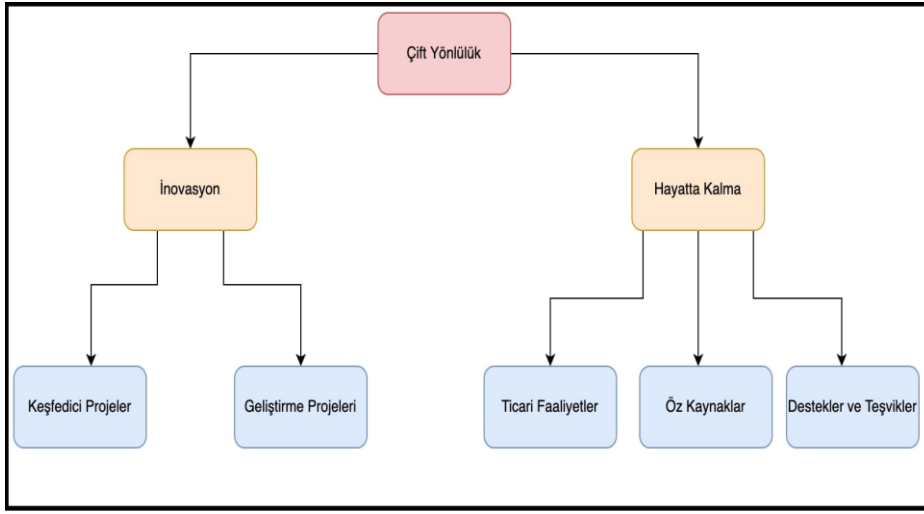 Çift Yönlülük
İnovasyon
Hayatta Kalma
Keşfedici Projeler
Geliştirme Projeleri
Ticari Faaliyetler
Öz Kaynaklar
Destekler ve Teşvikler